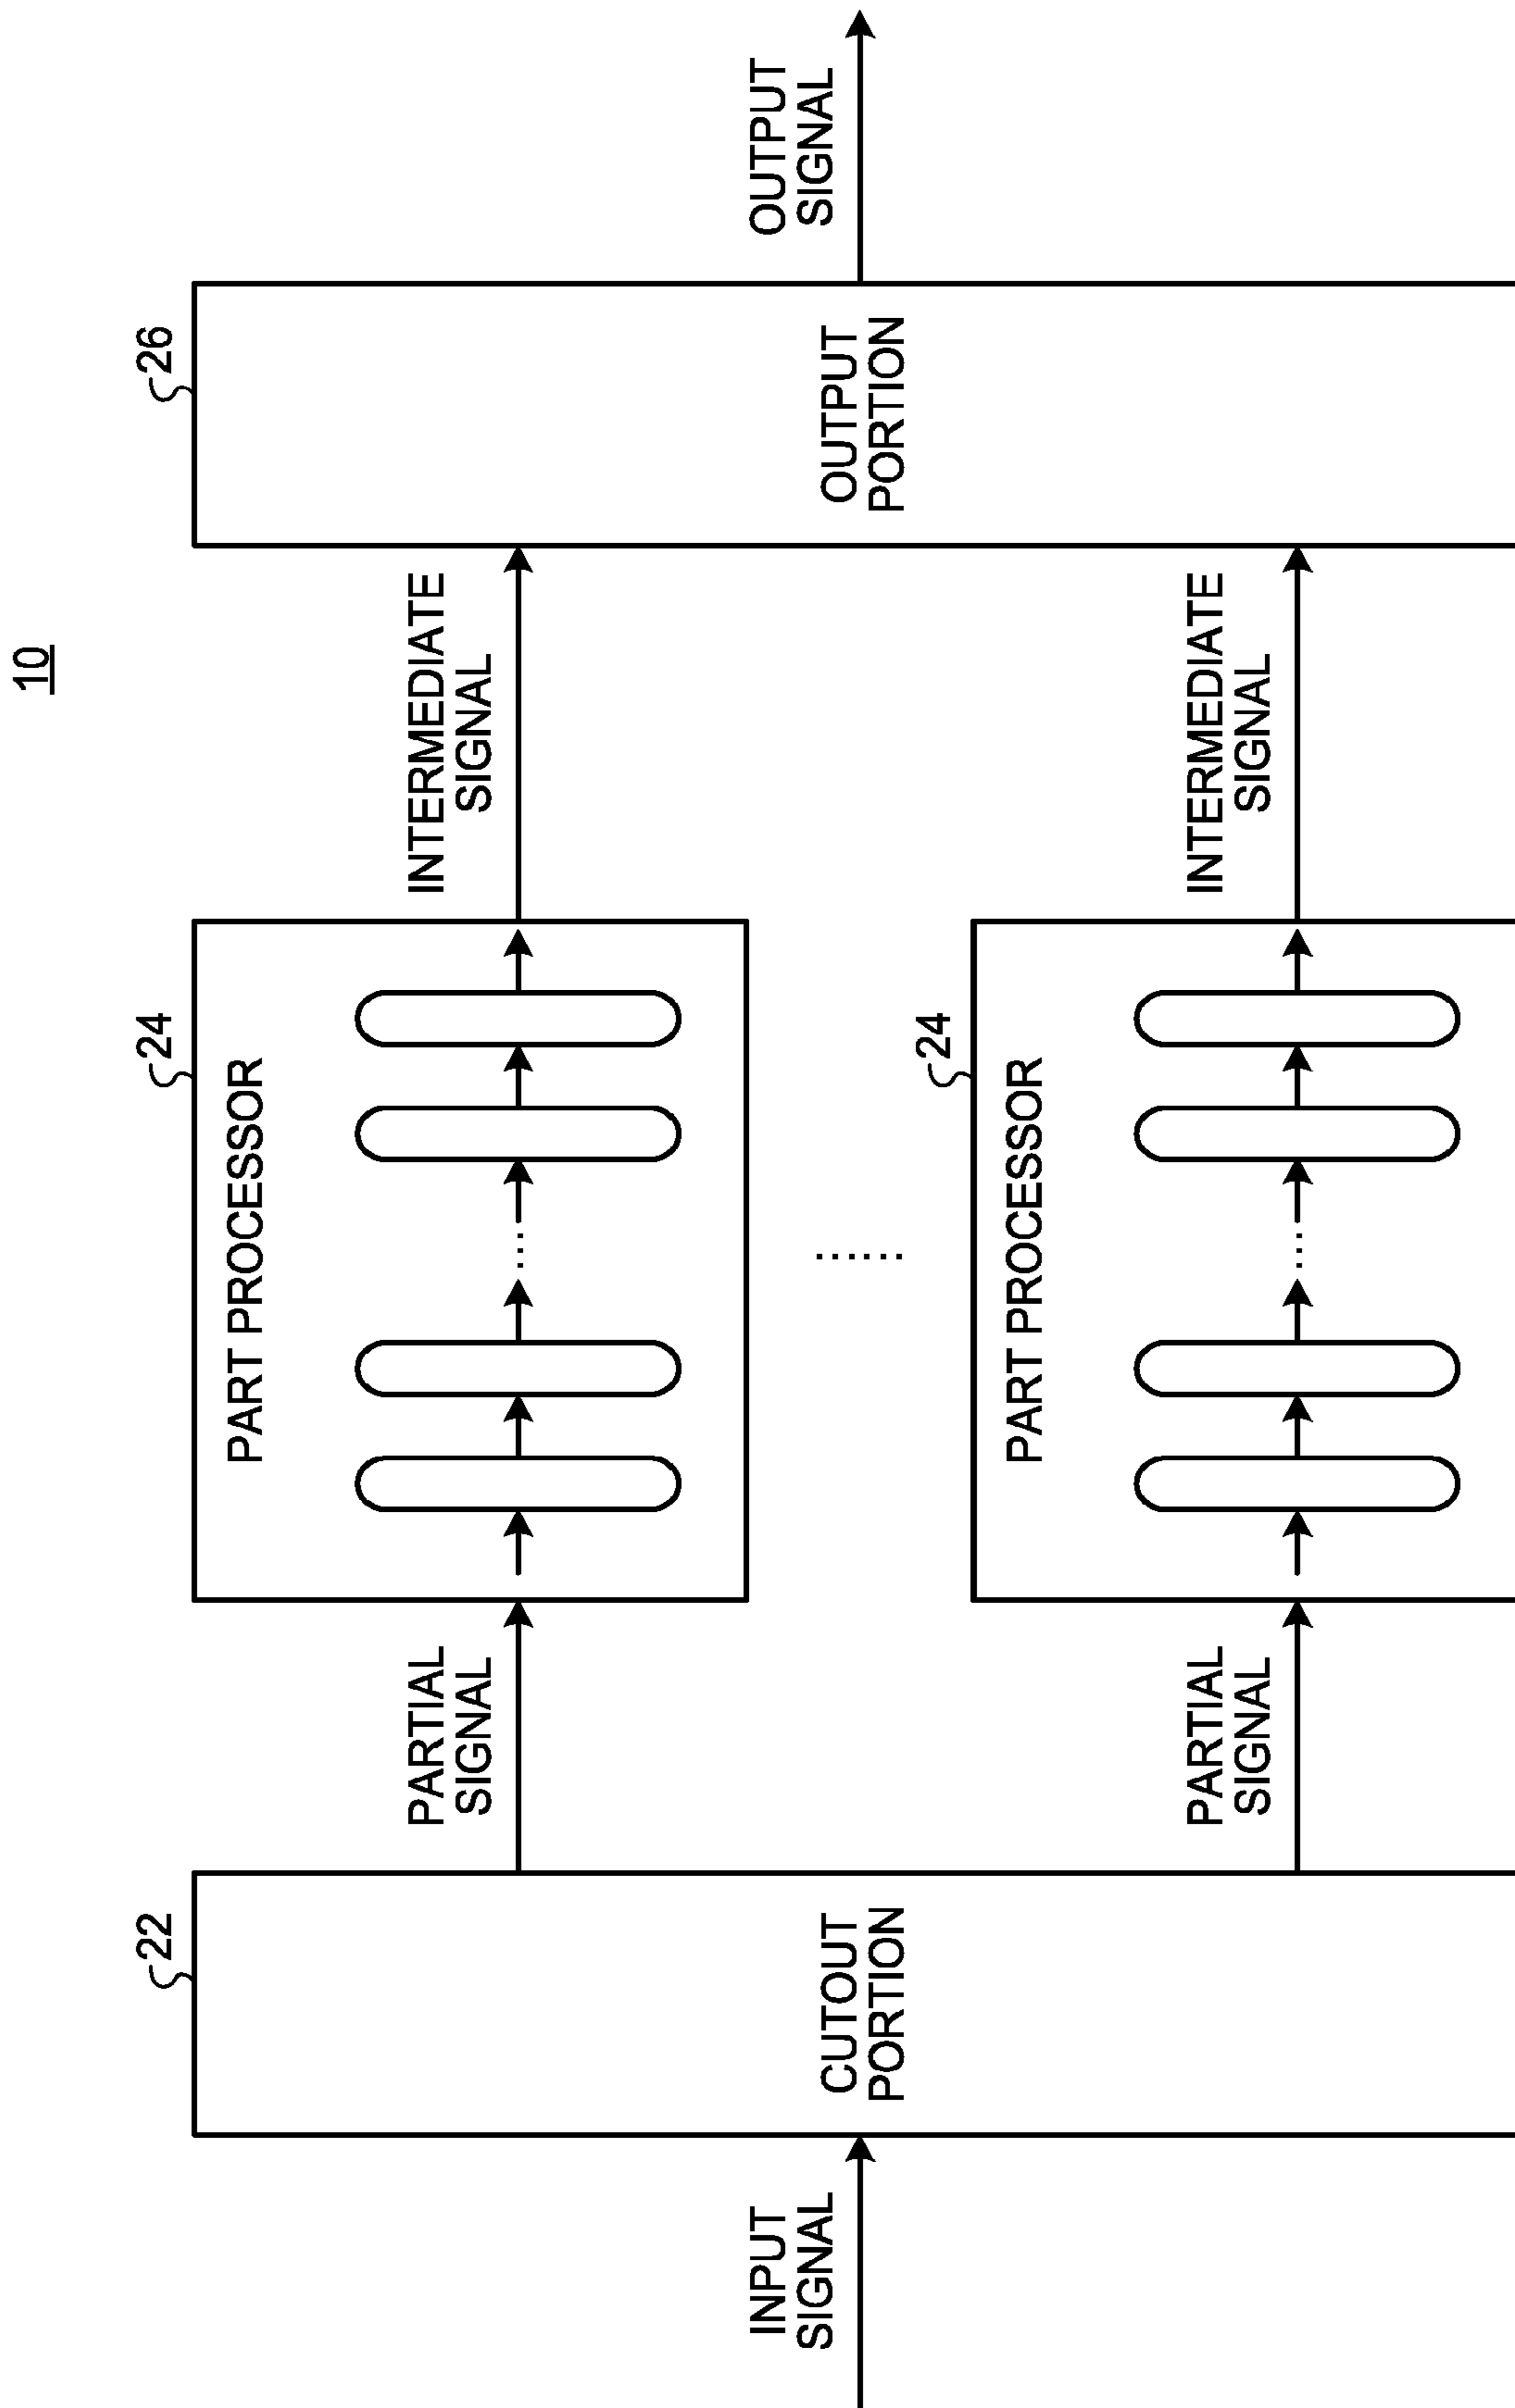 10
22
24
26
PART PROCESSOR
PARTIAL
SIGNAL
INTERMEDIATE
SIGNAL
INPUT
SIGNAL
CUTOUT
PORTION
......
OUTPUT
PORTION
OUTPUT
SIGNAL
24
PART PROCESSOR
PARTIAL
SIGNAL
INTERMEDIATE
SIGNAL